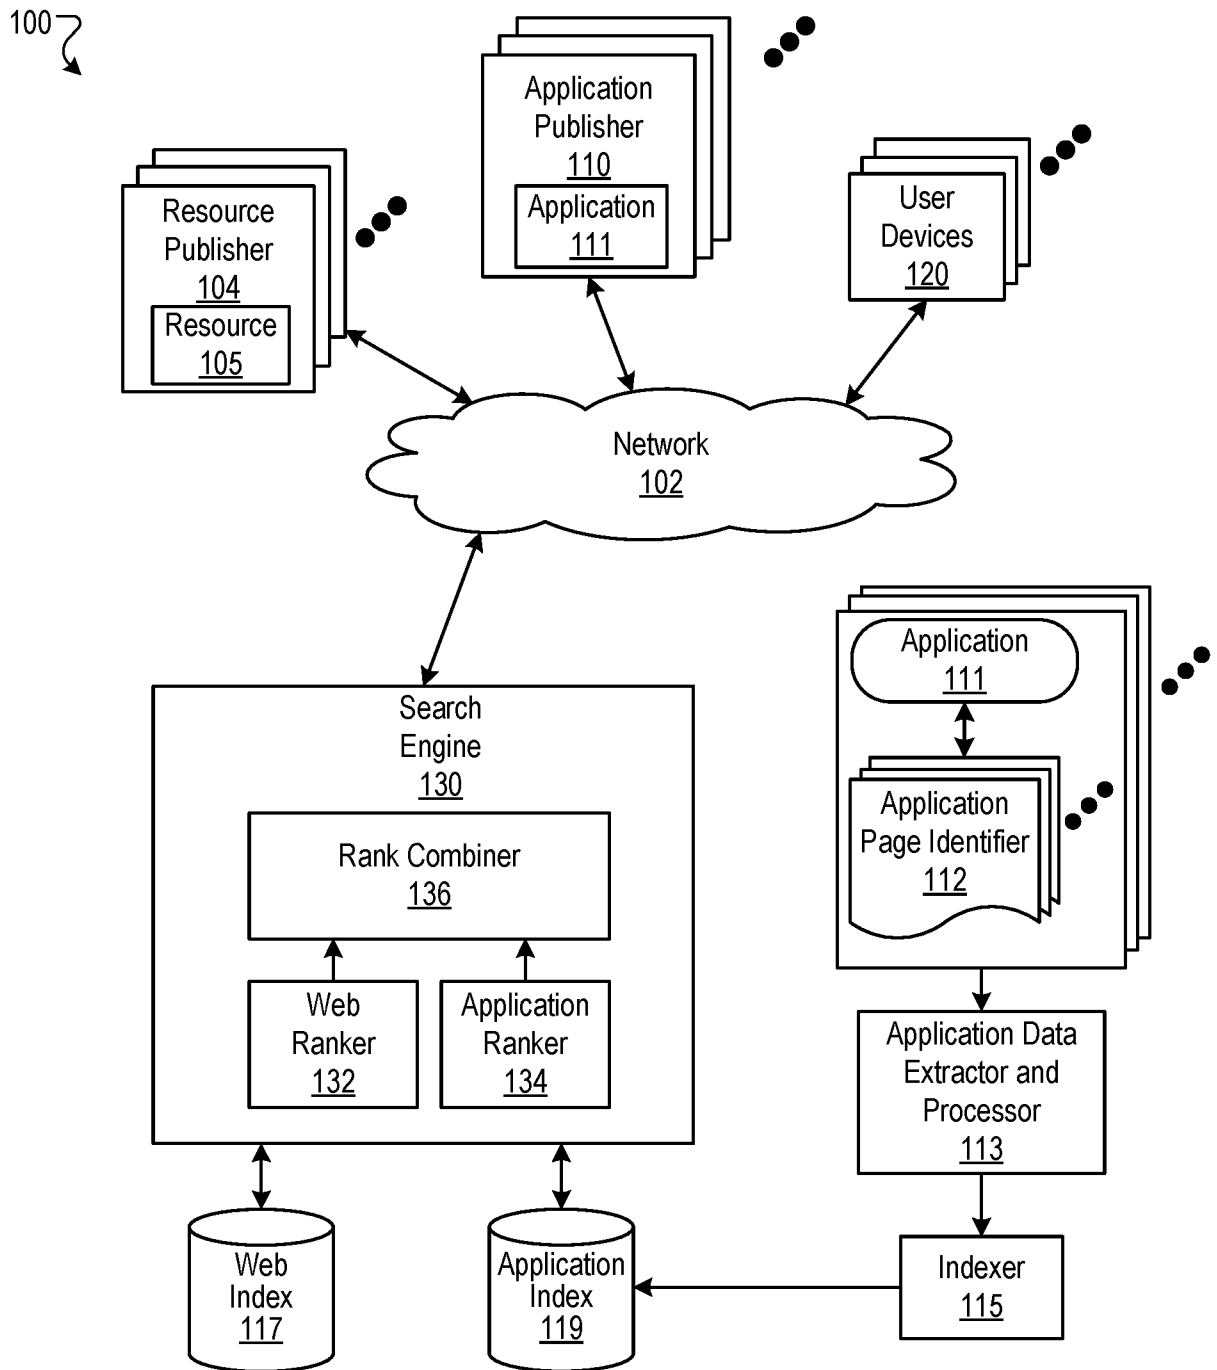 100
Application
Publisher
110
Application
111
Resource
Publisher
104
Resource
105
User
Devices
120
Network
102
Search
Engine
130
Rank Combiner
136
Web
Ranker
132
Application
Ranker
134
Application
111
Application
Page Identifier
112
Application Data
Extractor and
Processor
113
Web
Index
117
Application
Index
119
Indexer
115